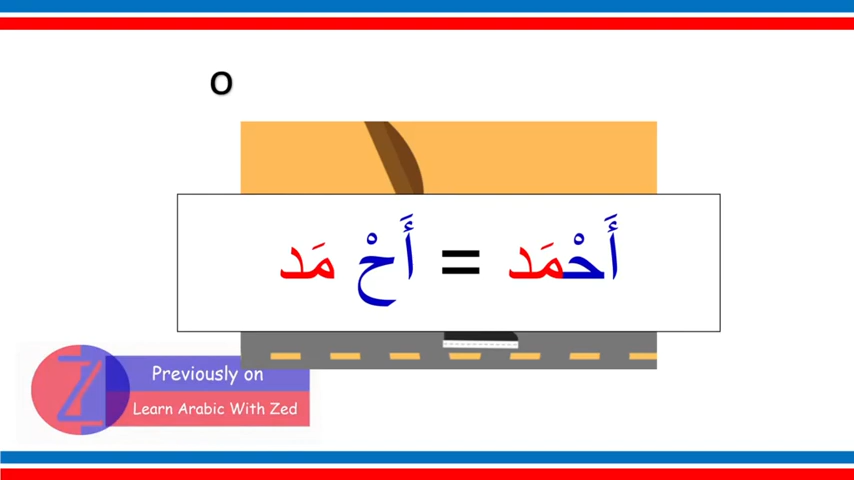 o
أَحْمَد = أَحْ مَد
Previously on
Learn Arabic With Zed